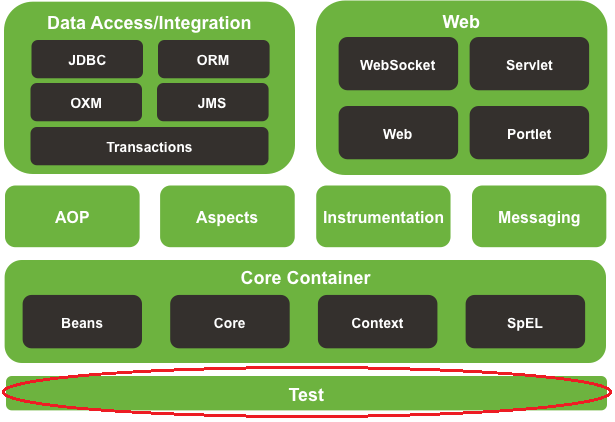 Data Access/Integration
JDBC
ORM
OXM
JMS
Transactions
Web
WebSocket
Servlet
Web
Portlet
AOP
Aspects
Instrumentation
Messaging
Core Container
Beans
Core
Context
SpEL
Test